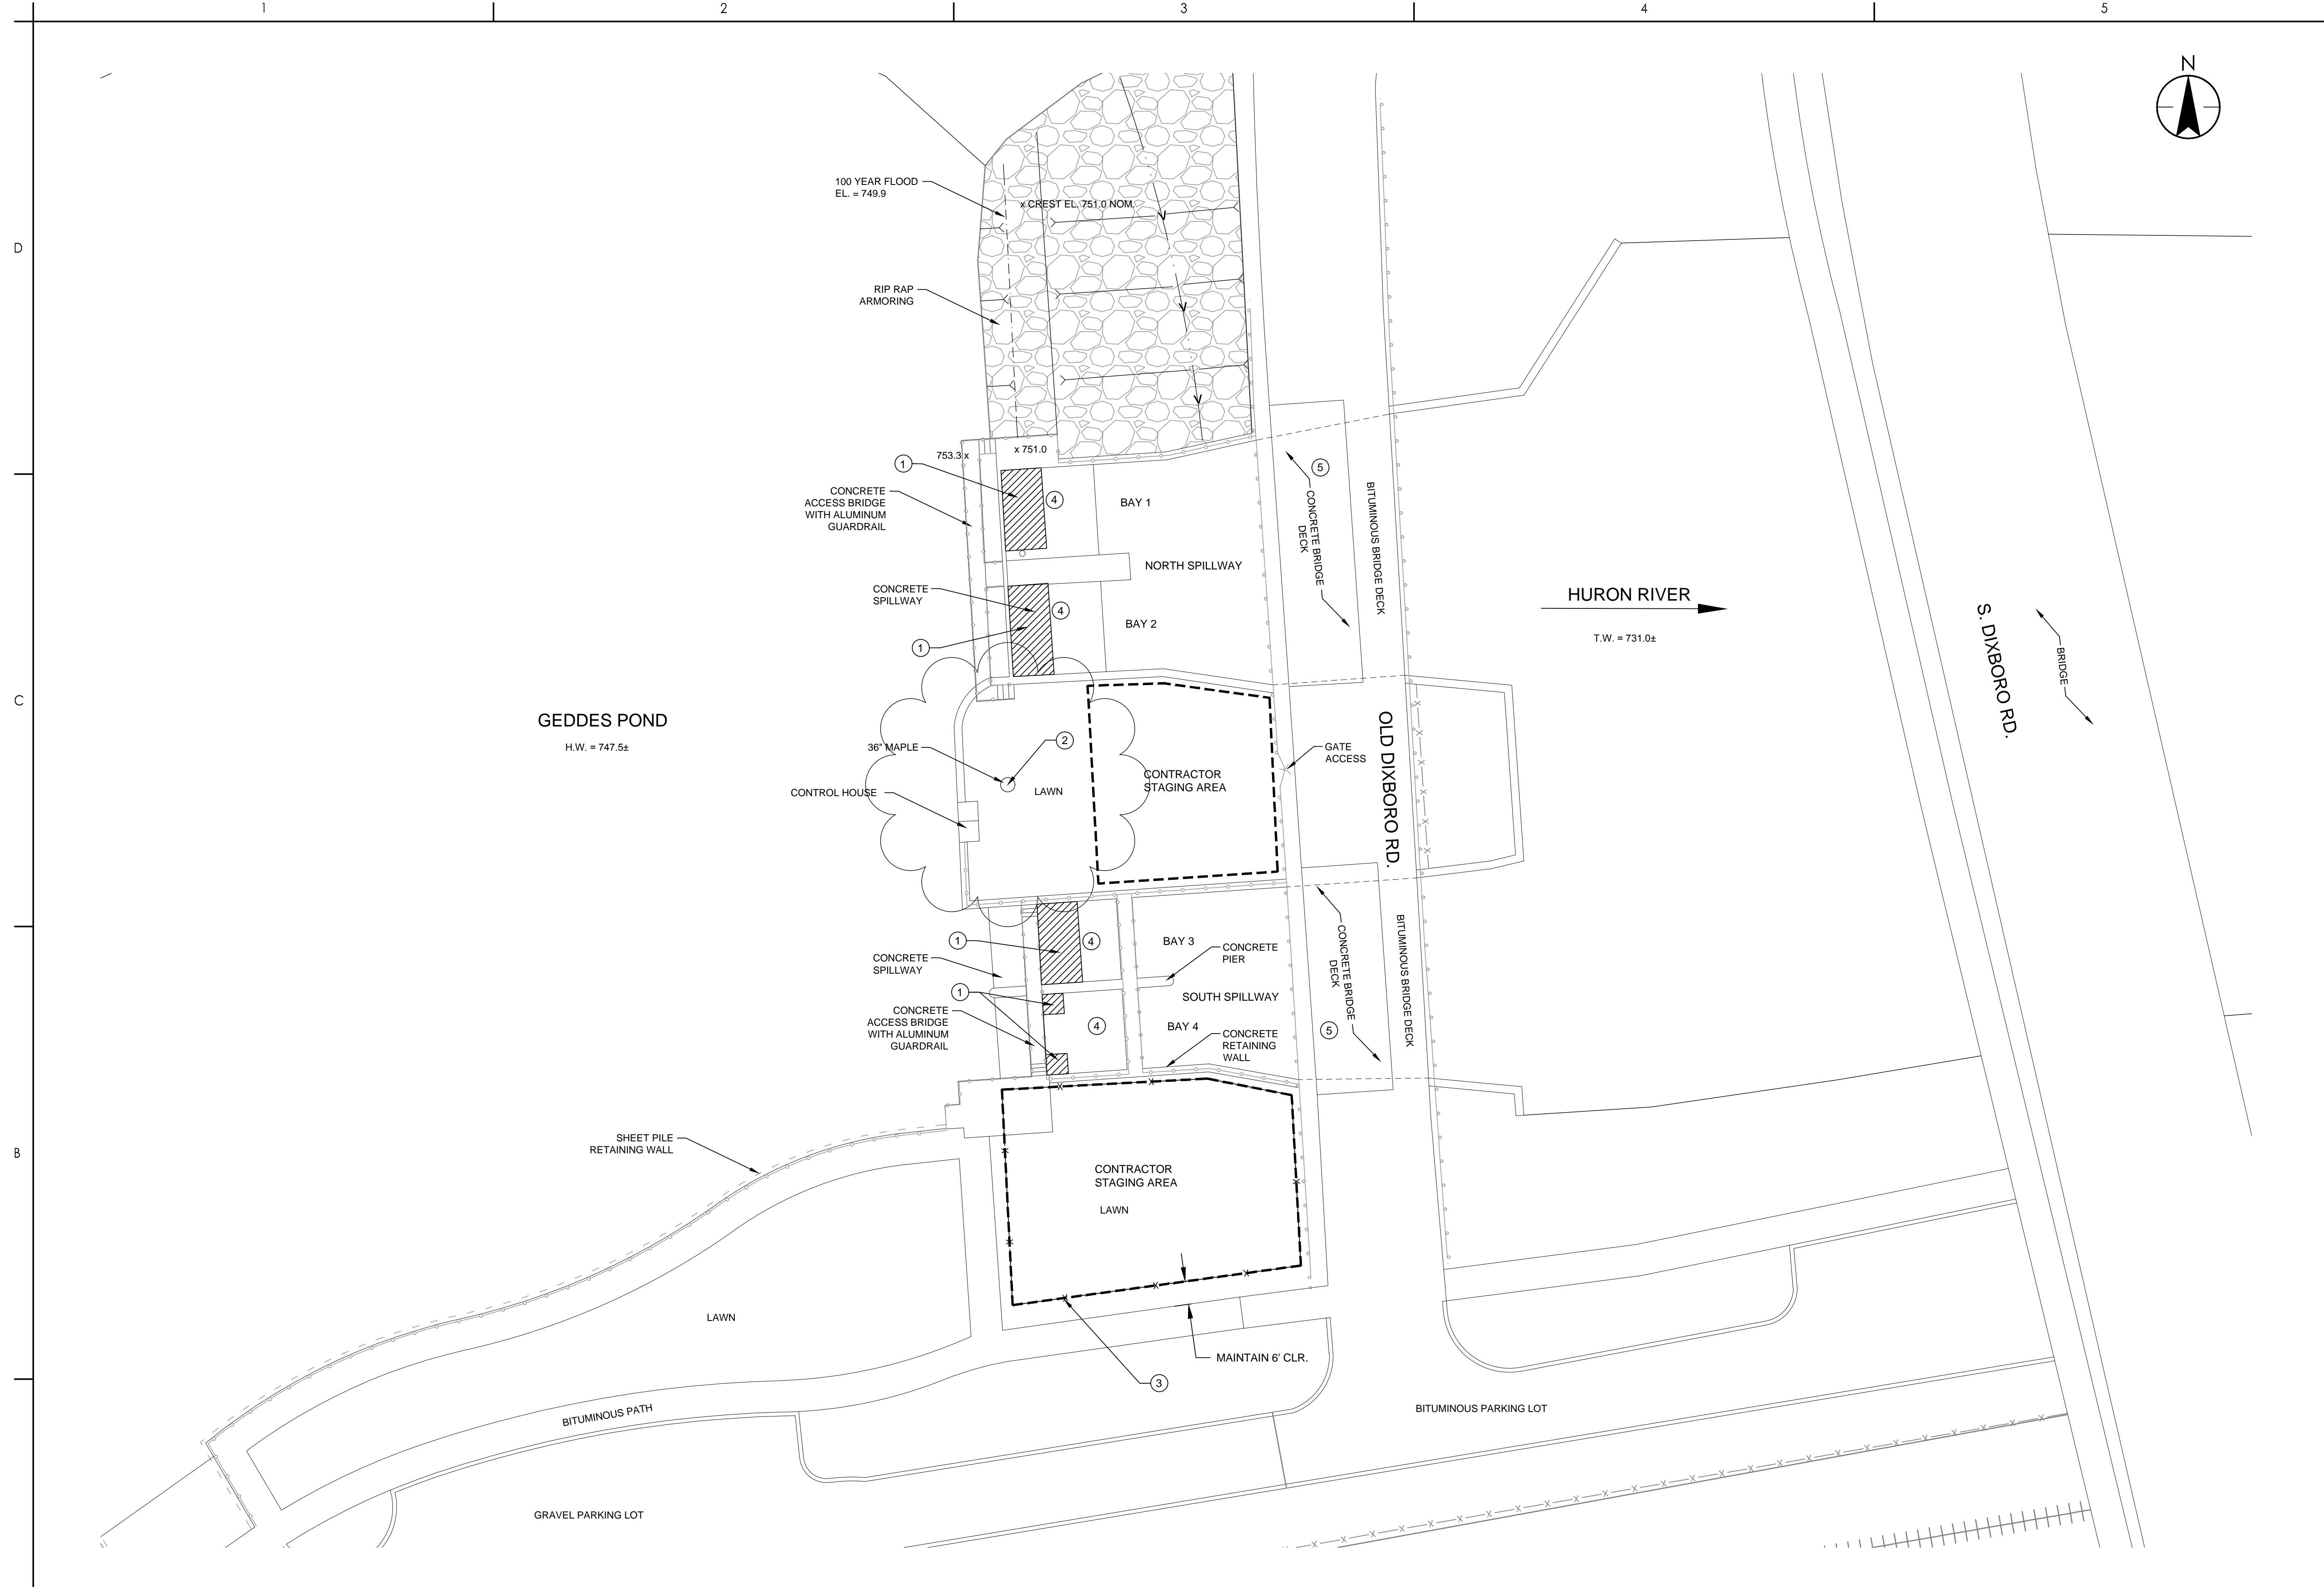 1 2 3 4 5
N
100 YEAR FLOOD
EL. = 749.9
x CREST EL. 751.0 NOM.
D
RIP RAP
ARMORING
753.3 x
x 751.0
1
4
5
CONCRETE
ACCESS BRIDGE
WITH ALUMINUM
GUARDRAIL
BAY 1
CONCRETE BRIDGE
DECK
BITUMINOUS BRIDGE DECK
NORTH SPILLWAY
CONCRETE
SPILLWAY
4
BAY 2
1
HURON RIVER
T.W. = 731.0±
S. DIXBORO RD.
BRIDGE
C
GEDDES POND
H.W. = 747.5±
36" MAPLE
2
CONTROL HOUSE
LAWN
CONTRACTOR
STAGING AREA
GATE
ACCESS
OLD DIXBORO RD.
1
4
BAY 3
CONCRETE
PIER
CONCRETE
SPILLWAY
CONCRETE BRIDGE
DECK
BITUMINOUS BRIDGE DECK
1
SOUTH SPILLWAY
CONCRETE
ACCESS BRIDGE
WITH ALUMINUM
GUARDRAIL
4
BAY 4
CONCRETE
RETAINING
WALL
5
SHEET PILE
RETAINING WALL
B
CONTRACTOR
STAGING AREA
LAWN
LAWN
MAINTAIN 6' CLR.
3
BITUMINOUS PATH
BITUMINOUS PARKING LOT
GRAVEL PARKING LOT